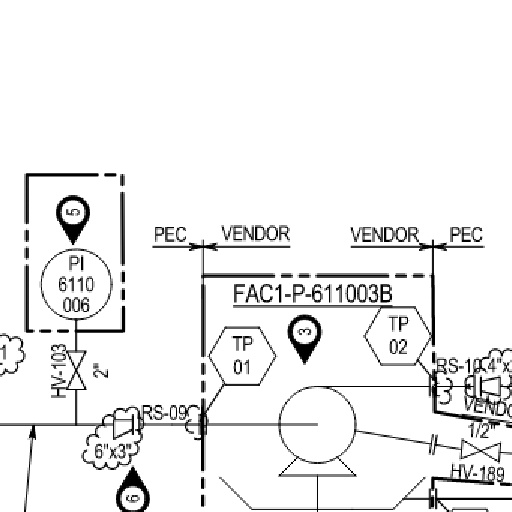 5
PEC
VENDOR
VENDOR
PEC
PI
6110
006
FAC1-P-611003B
3
TP
01
TP
02
1
HV-103
2"
RS-09
6"x3"
RS-10
4"x
1/2"
HV-189
6